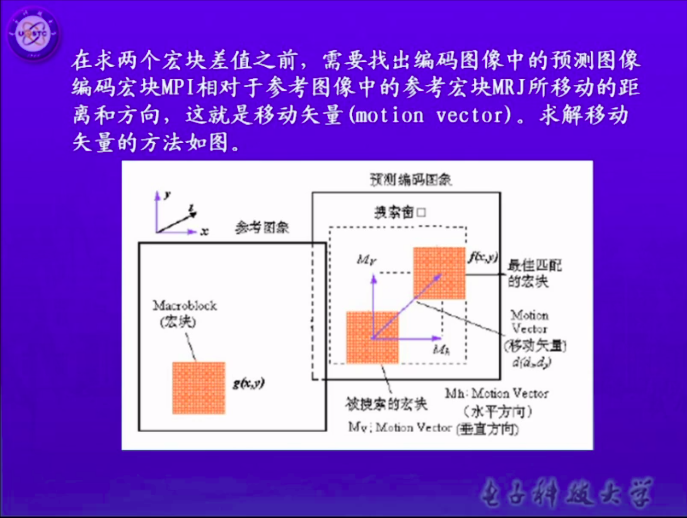 在求两个宏块差值之前，需要找出编码图像中的预测图像
编码宏块MPI相对于参考图像中的参考宏块MRJ所移动的距
离和方向，这就是移动矢量(motion vector)。求解移动
矢量的方法如图。
预测编码图象
y
z
x
参考图象
搜索窗口
Mv
f(x,y)
最佳匹配
的宏块
Macroblock
(宏块)
Motion
Vector
(移动矢量)
d(dx,dy)
Mh
g(x,y)
被搜索的宏块
Mh: Motion Vector
(水平方向)
Mv: Motion Vector (垂直方向)
电子科技大学